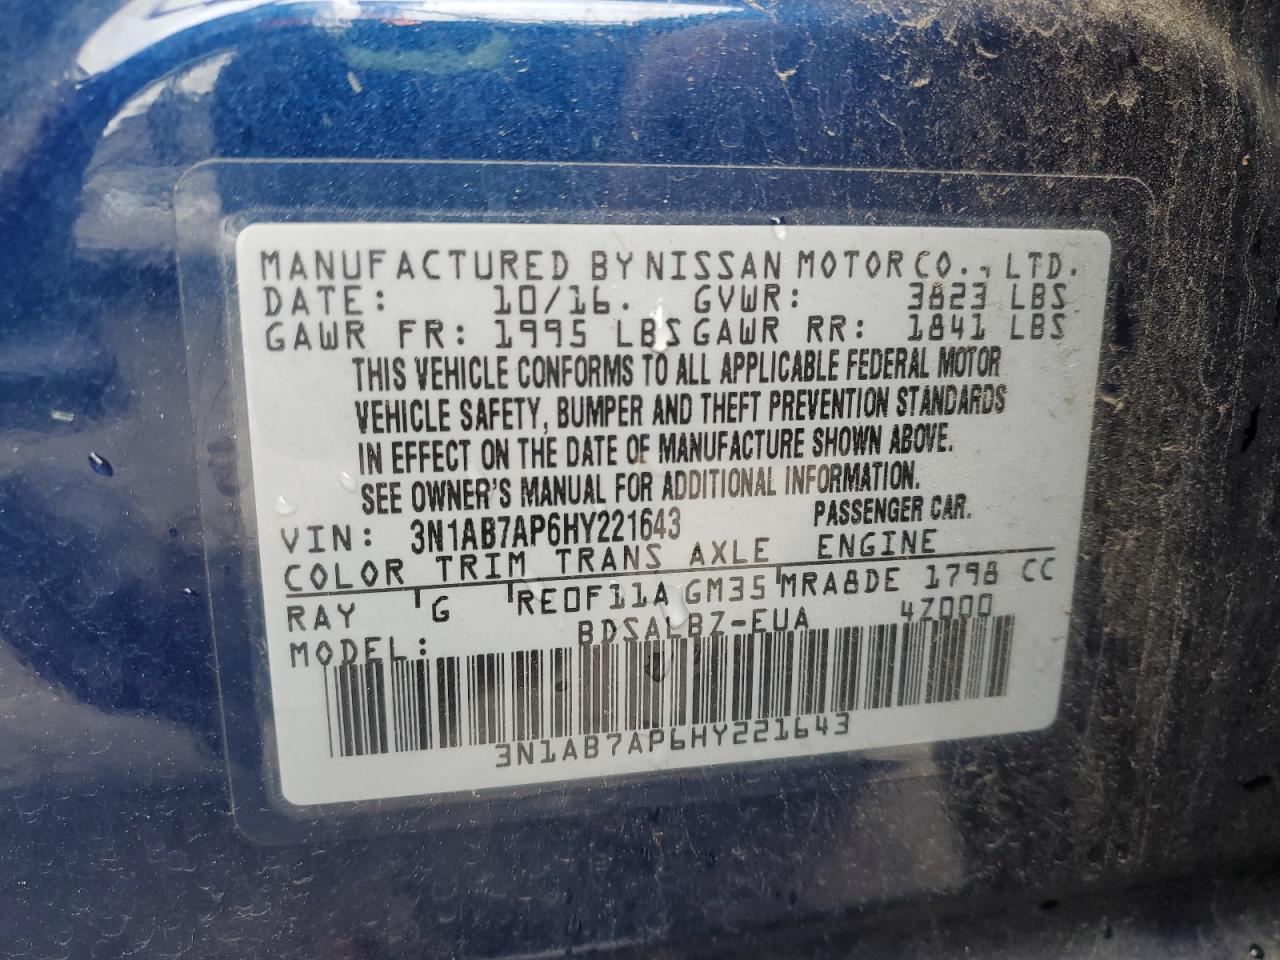 MANUFACTURED BY NISSAN MOTOR CO., LTD.
DATE: 10/16. GVWR: 3823 LBS
GAWR FR: 1995 LBS GAWR RR: 1841 LBS
THIS VEHICLE CONFORMS TO ALL APPLICABLE FEDERAL MOTOR
VEHICLE SAFETY, BUMPER AND THEFT PREVENTION STANDARDS
IN EFFECT ON THE DATE OF MANUFACTURE SHOWN ABOVE.
SEE OWNER'S MANUAL FOR ADDITIONAL INFORMATION.
VIN: 3N1AB7AP6HY221643 PASSENGER CAR.
COLOR TRIM TRANS AXLE ENGINE
RAY G RE0F11A GM35 MRA8DE 1798 CC
MODEL: BDSALBZ-EUA 4Z000
3N1AB7AP6HY221643